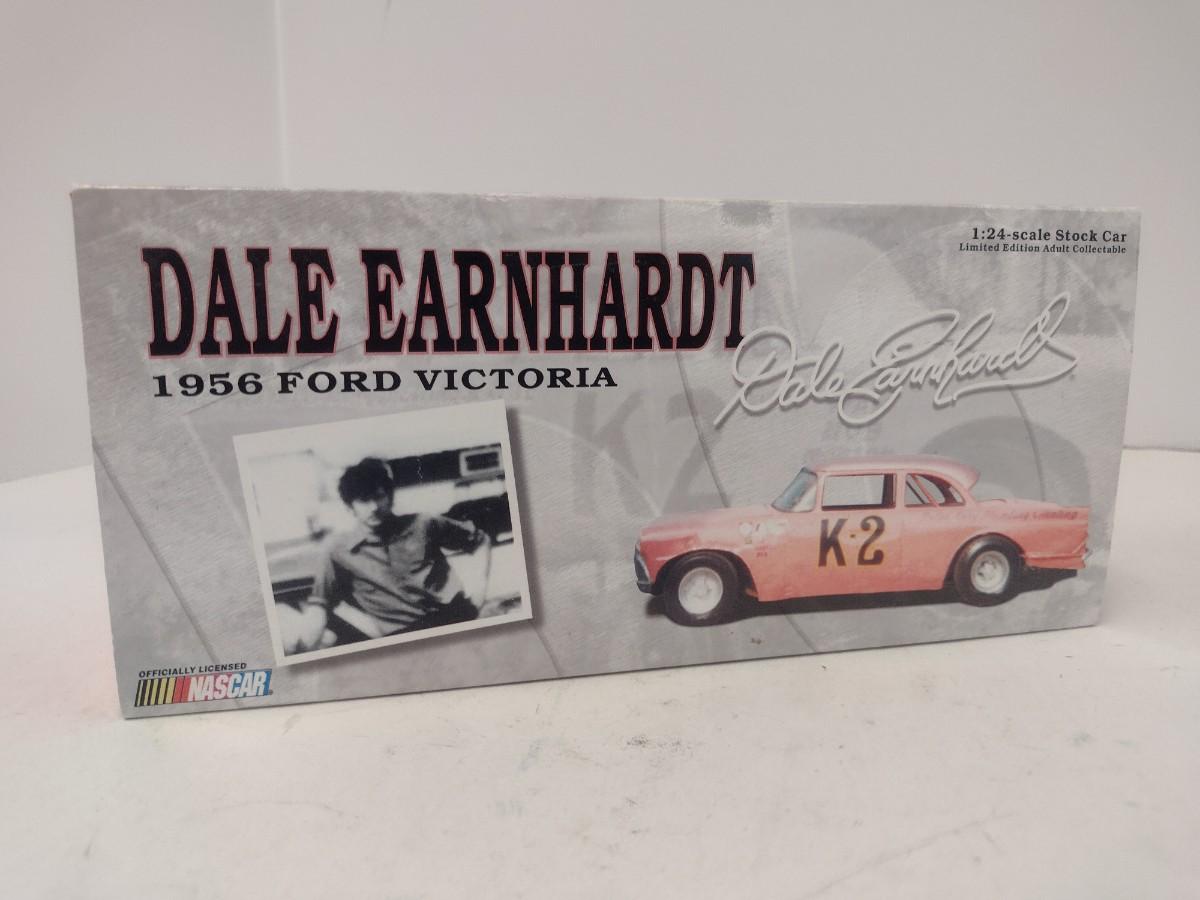 1:24-scale Stock Car
Limited Edition Adult Collectable
DALE EARNHARDT
1956 FORD VICTORIA
Dale Earnhardt
K2
K-2
OFFICIALLY LICENSED
NASCAR